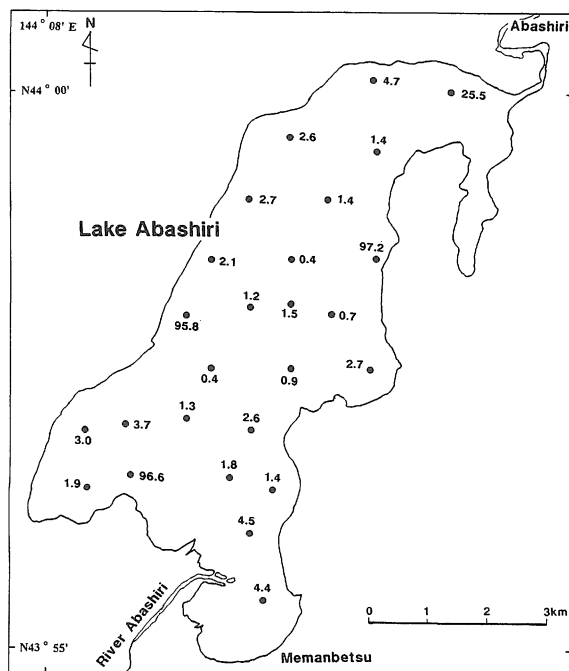 144° 08' E
N
Abashiri
N44° 00'
4.7
25.5
2.6
1.4
2.7
1.4
Lake Abashiri
97.2
2.1
0.4
1.2
1.5
0.7
95.8
0.4
0.9
2.7
1.3
3.7
2.6
3.0
1.8
1.4
1.9
96.6
4.5
4.4
River Abashiri
0 1 2 3km
N43° 55'
Memanbetsu